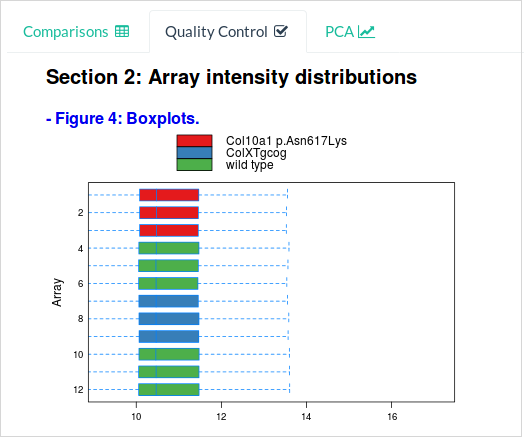 Comparisons
Quality Control
PCA
Section 2: Array intensity distributions
- Figure 4: Boxplots.
Col10a1 p.Asn617Lys
ColXTgcog
wild type
2
4
6
8
10
12
Array
10 12 14 16